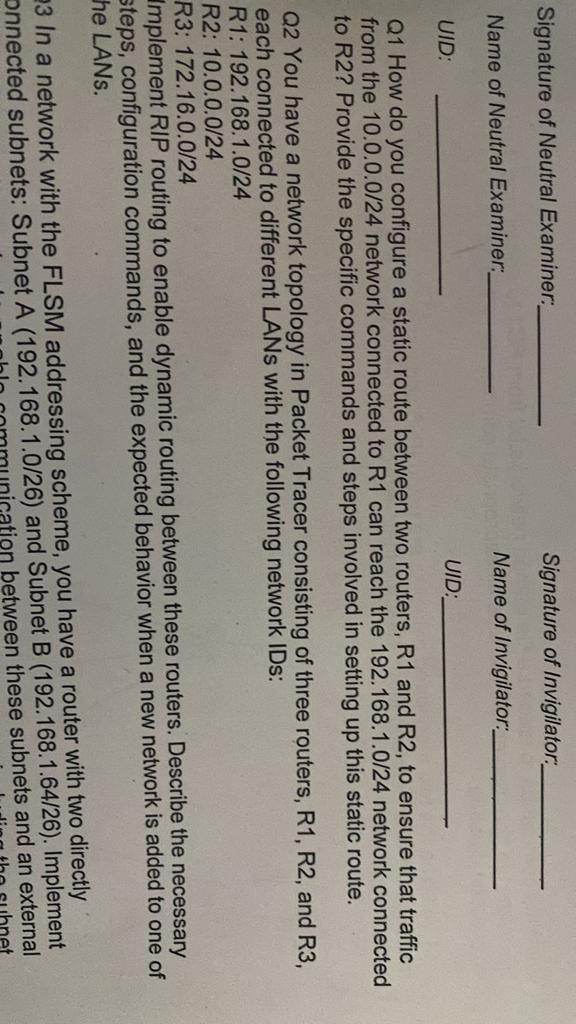 Signature of Neutral Examiner:__________ Signature of Invigilator:__________
Name of Neutral Examiner:__________ Name of Invigilator:____________
UID: ________________ UID:__________________
Q1 How do you configure a static route between two routers, R1 and R2, to ensure that traffic
from the 10.0.0.0/24 network connected to R1 can reach the 192.168.1.0/24 network connected
to R2? Provide the specific commands and steps involved in setting up this static route.
Q2 You have a network topology in Packet Tracer consisting of three routers, R1, R2, and R3,
each connected to different LANs with the following network IDs:
R1: 192.168.1.0/24
R2: 10.0.0.0/24
R3: 172.16.0.0/24
Implement RIP routing to enable dynamic routing between these routers. Describe the necessary
steps, configuration commands, and the expected behavior when a new network is added to one of
he LANs.
3 In a network with the FLSM addressing scheme, you have a router with two directly
onnected subnets: Subnet A (192.168.1.0/26) and Subnet B (192.168.1.64/26). Implement
communication between these subnets and an external
the subnet